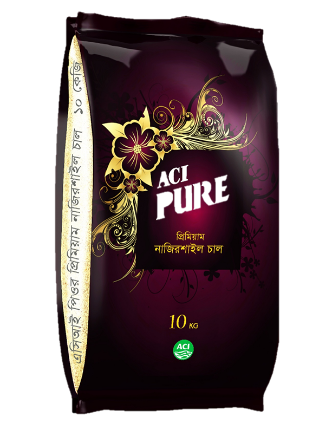 ACI
PURE
প্রিমিয়াম
নাজিরশাইল চাল
10 KG
ACI
এসিআই পিওর প্রিমিয়াম নাজিরশাইল চাল ১০ কেজি